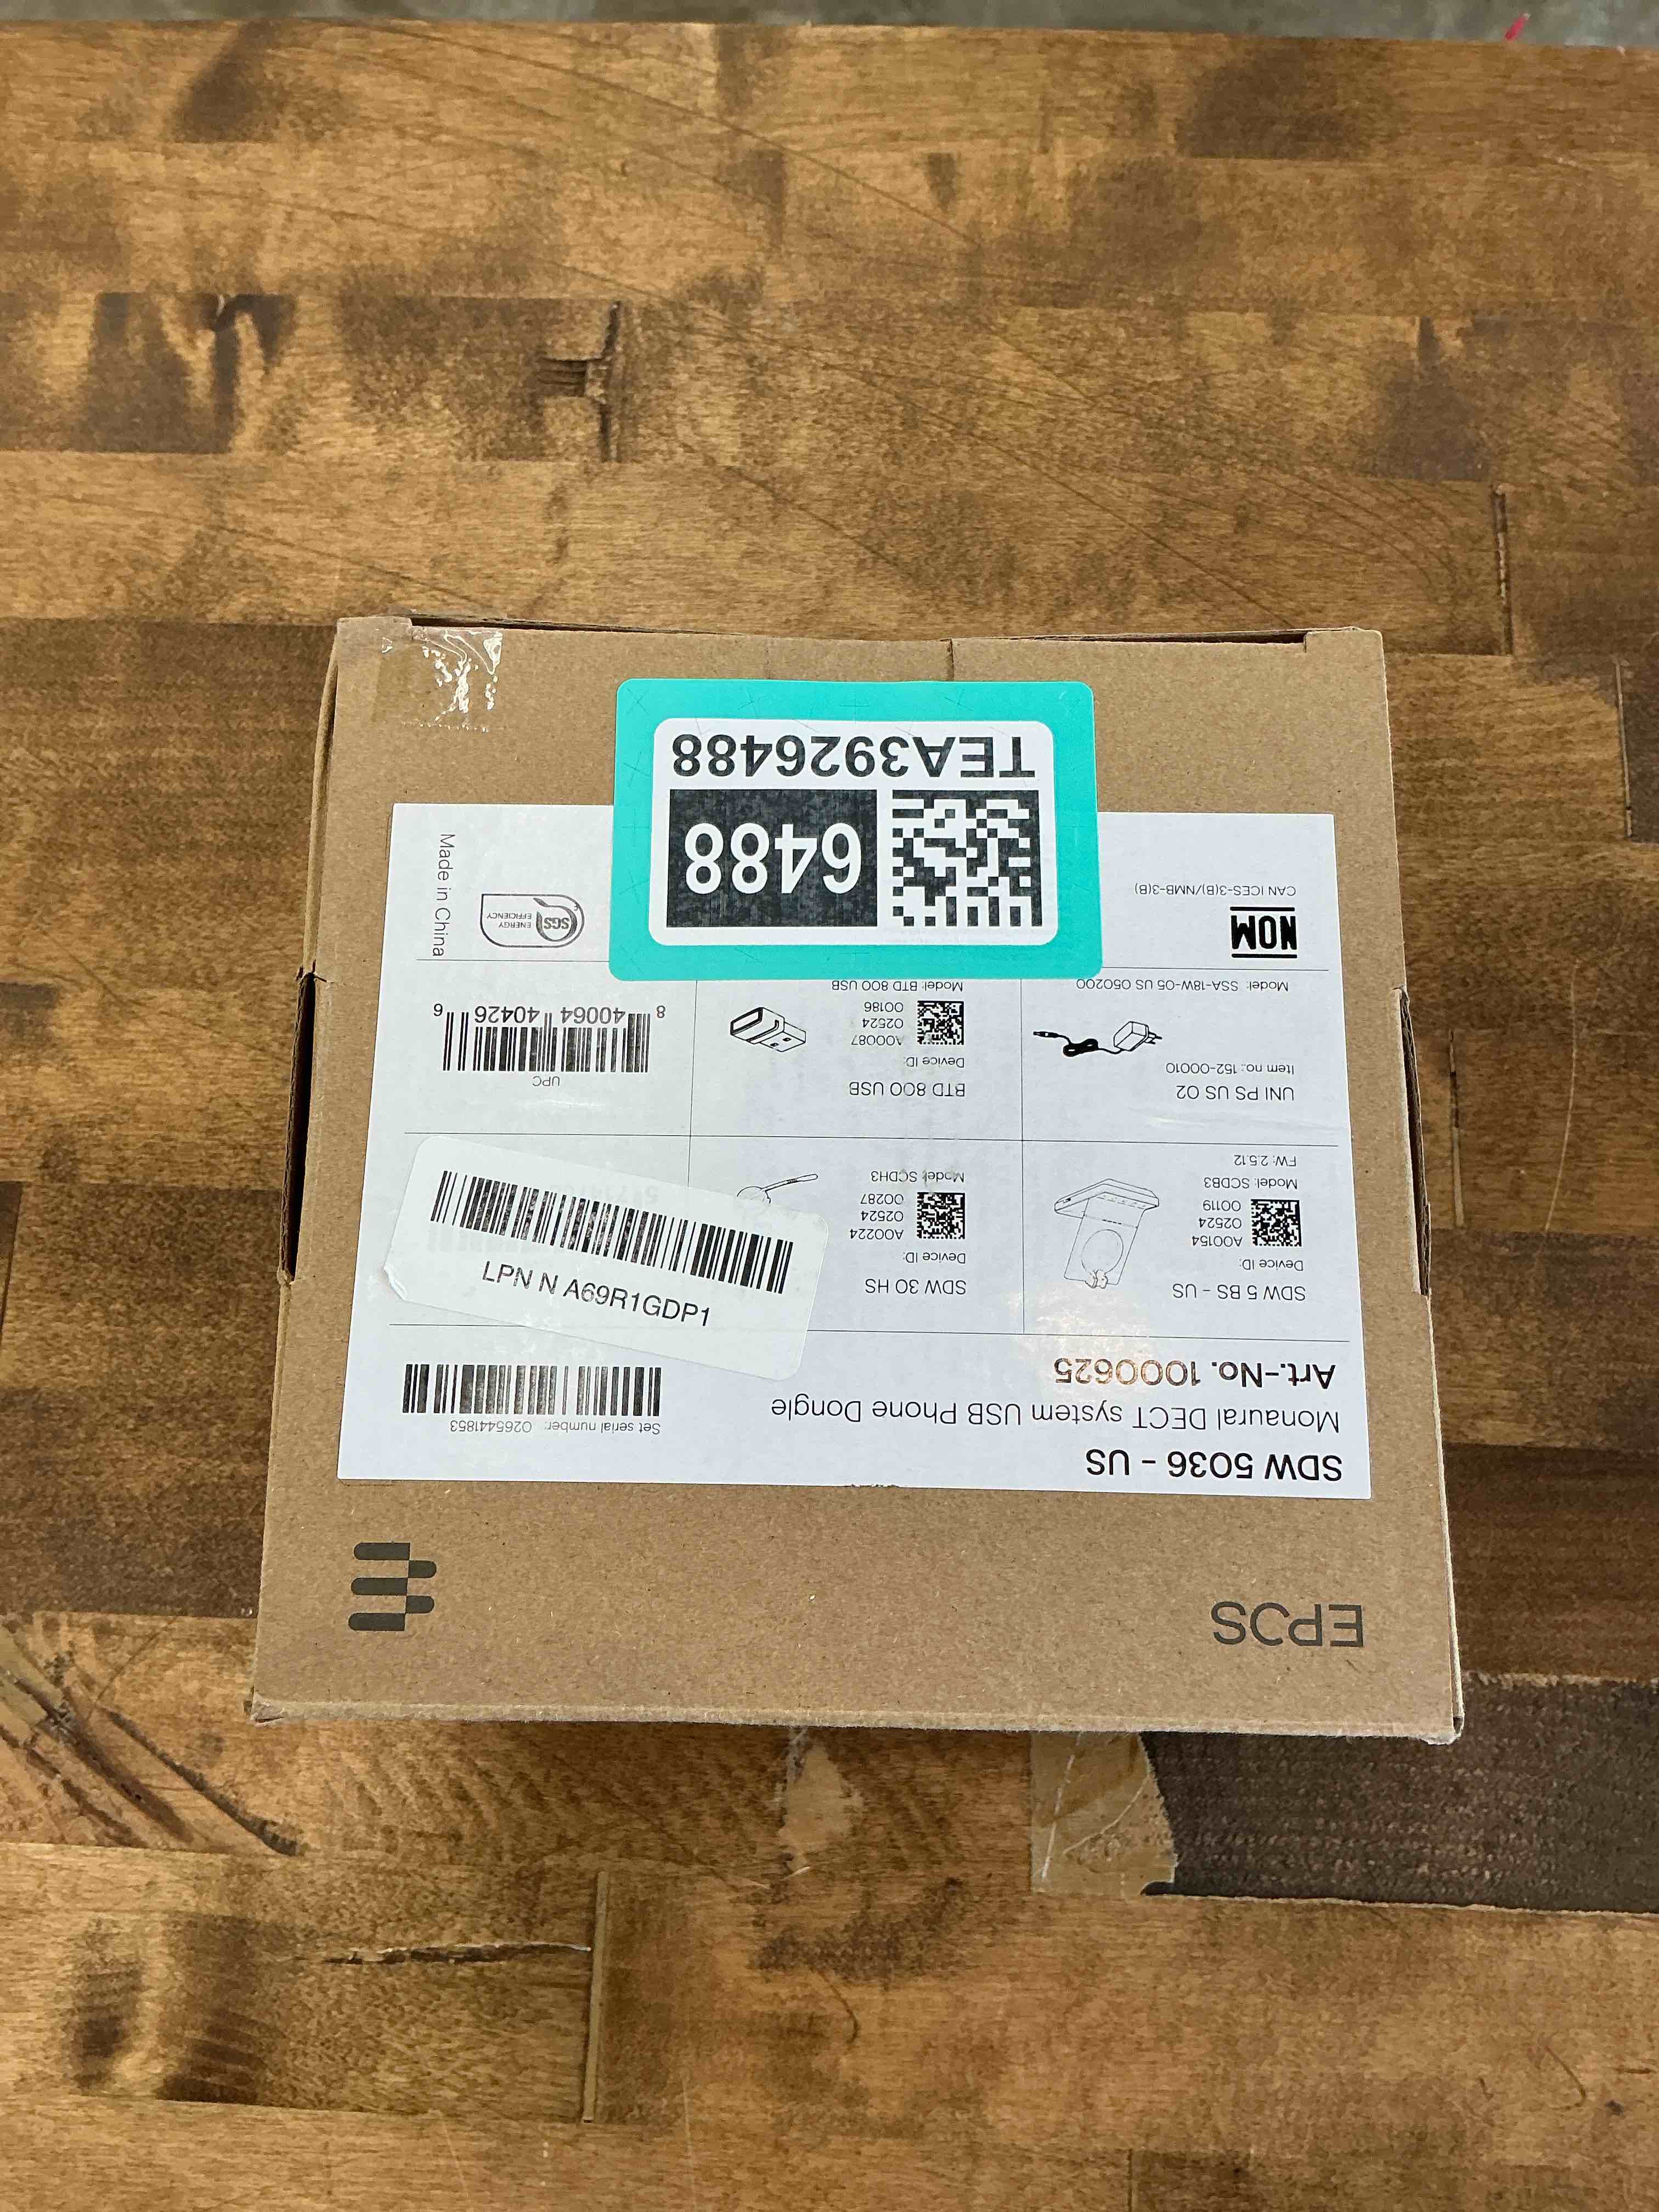 EPOS
SDW 5036 - US
Monaural DECT system USB Phone Dongle
Art.-No. 1000625
Set serial number: 026541853
SDW 5 BS - US
Device ID:
A00154
02524
00119
Model: SCDB3
FW: 2.5.12
SDW 30 HS
Device ID:
A00224
02524
00287
Model: SCDH3
LPN N A69R1GDP1
UNI PS US 02
Item no.: 152-00010
Model: SSA-18W-05 US 050200
BTD 800 USB
Device ID:
A00087
02524
00186
Model: BTD 800 USB
UPC
8 40064 40426 6
NOM
CAN ICES-3(B)/NMB-3(B)
SGS
ENERGY
EFFICIENCY
Made in China
6488
TEA3926488